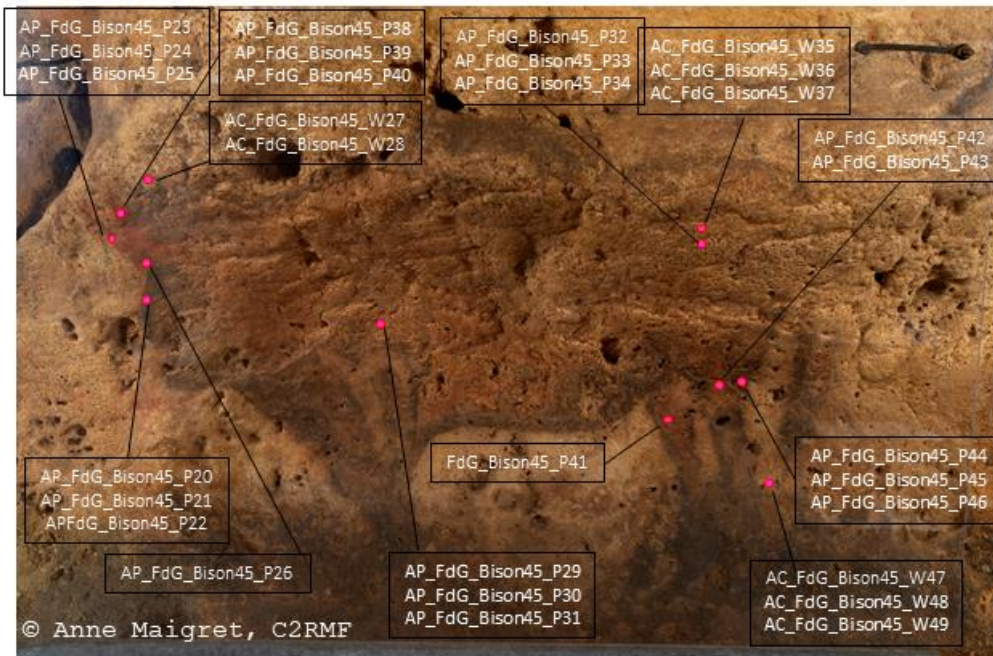 AP_FdG_Bison45_P23
AP_FdG_Bison45_P24
AP_FdG_Bison45_P25
AP_FdG_Bison45_P38
AP_FdG_Bison45_P39
AP_FdG_Bison45_P40
AP_FdG_Bison45_P32
AP_FdG_Bison45_P33
AP_FdG_Bison45_P34
AC_FdG_Bison45_W35
AC_FdG_Bison45_W36
AC_FdG_Bison45_W37
AC_FdG_Bison45_W27
AC_FdG_Bison45_W28
AP_FdG_Bison45_P42
AP_FdG_Bison45_P43
AP_FdG_Bison45_P20
AP_FdG_Bison45_P21
APFdG_Bison45_P22
FdG_Bison45_P41
AP_FdG_Bison45_P44
AP_FdG_Bison45_P45
AP_FdG_Bison45_P46
AP_FdG_Bison45_P26
AP_FdG_Bison45_P29
AP_FdG_Bison45_P30
AP_FdG_Bison45_P31
AC_FdG_Bison45_W47
AC_FdG_Bison45_W48
AC_FdG_Bison45_W49
© Anne Maigret, C2RMF